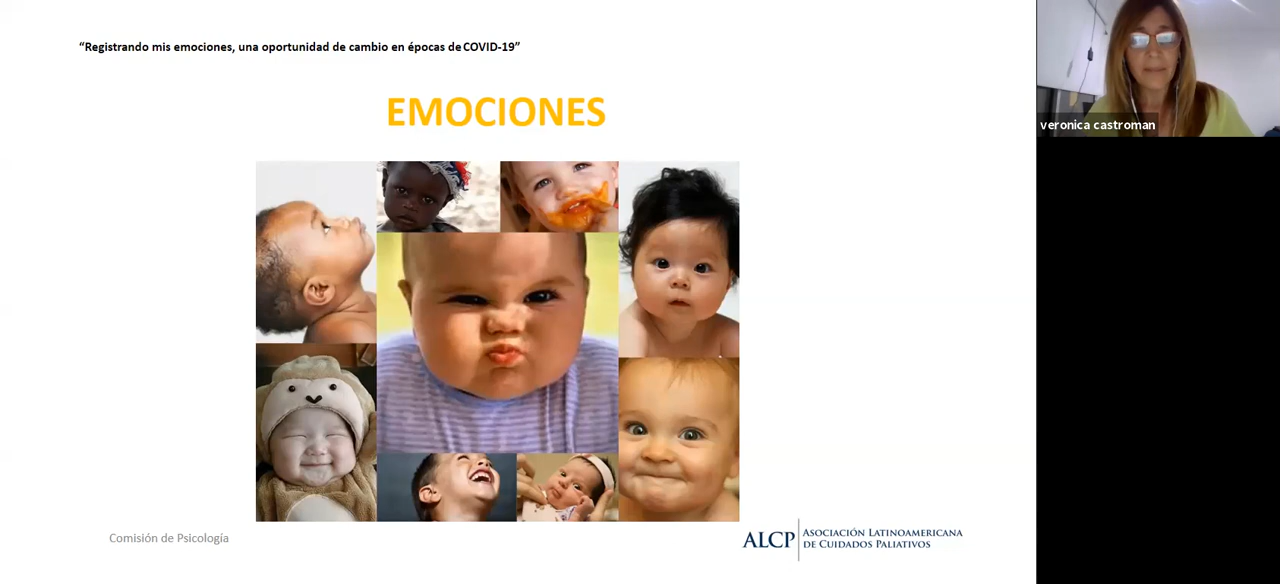 “Registrando mis emociones, una oportunidad de cambio en épocas de COVID-19”
EMOCIONES
veronica castroman
Comisión de Psicología
ALCP
ASOCIACIÓN LATINOAMERICANA
DE CUIDADOS PALIATIVOS